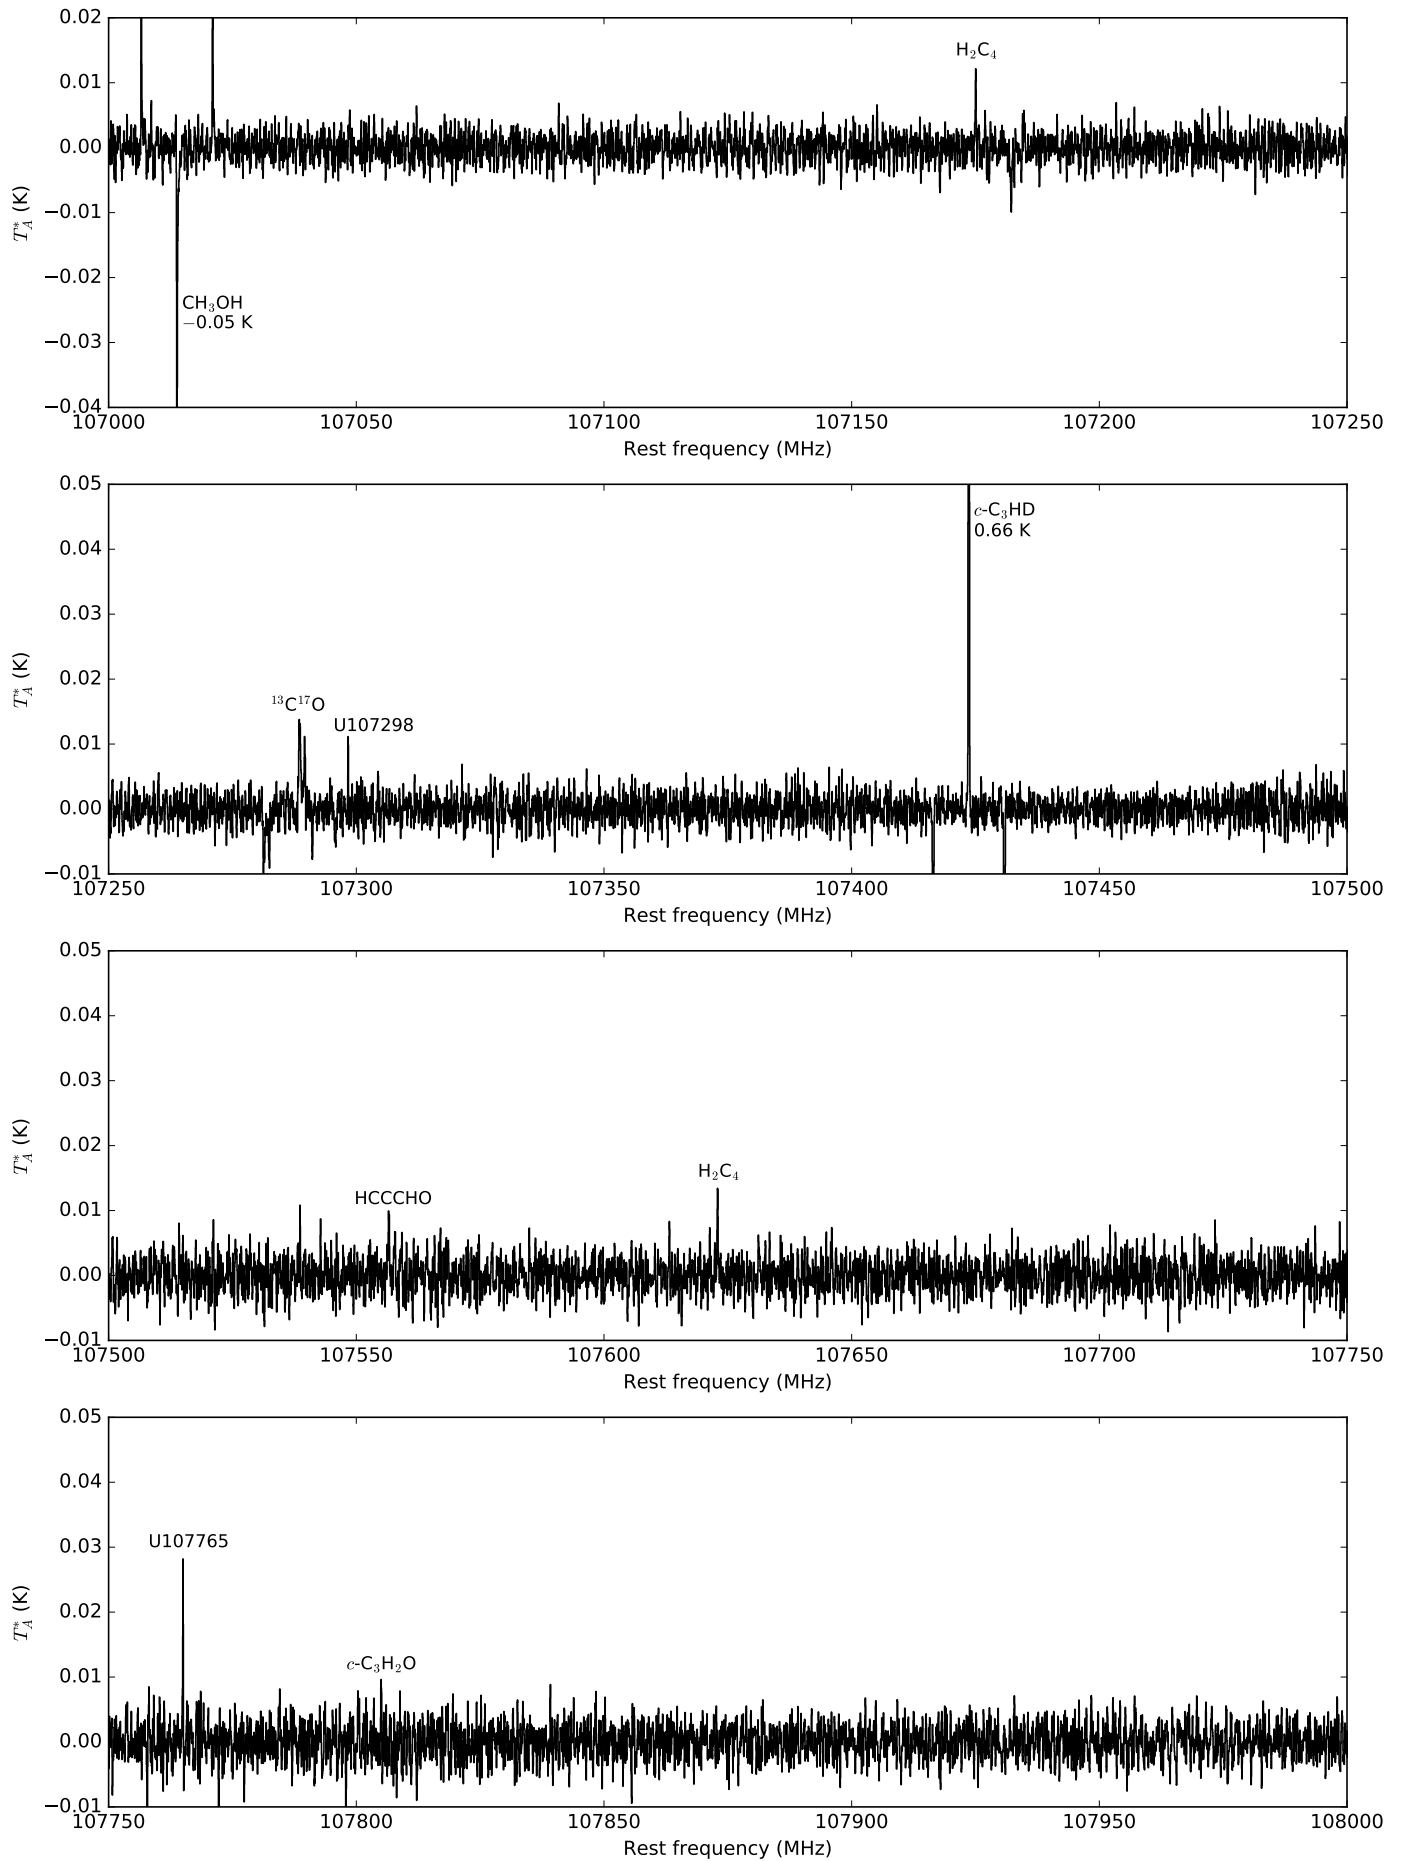 0.02
0.01
0.00
−0.01
−0.02
−0.03
−0.04
T*A (K)
H2C4
CH3OH
−0.05 K
107000 107050 107100 107150 107200 107250
Rest frequency (MHz)
0.05
0.04
0.03
0.02
0.01
0.00
−0.01
T*A (K)
c-C3HD
0.66 K
13C17O
U107298
107250 107300 107350 107400 107450 107500
Rest frequency (MHz)
0.05
0.04
0.03
0.02
0.01
0.00
−0.01
T*A (K)
H2C4
HCCCHO
107500 107550 107600 107650 107700 107750
Rest frequency (MHz)
0.05
0.04
0.03
0.02
0.01
0.00
−0.01
T*A (K)
U107765
c-C3H2O
107750 107800 107850 107900 107950 108000
Rest frequency (MHz)